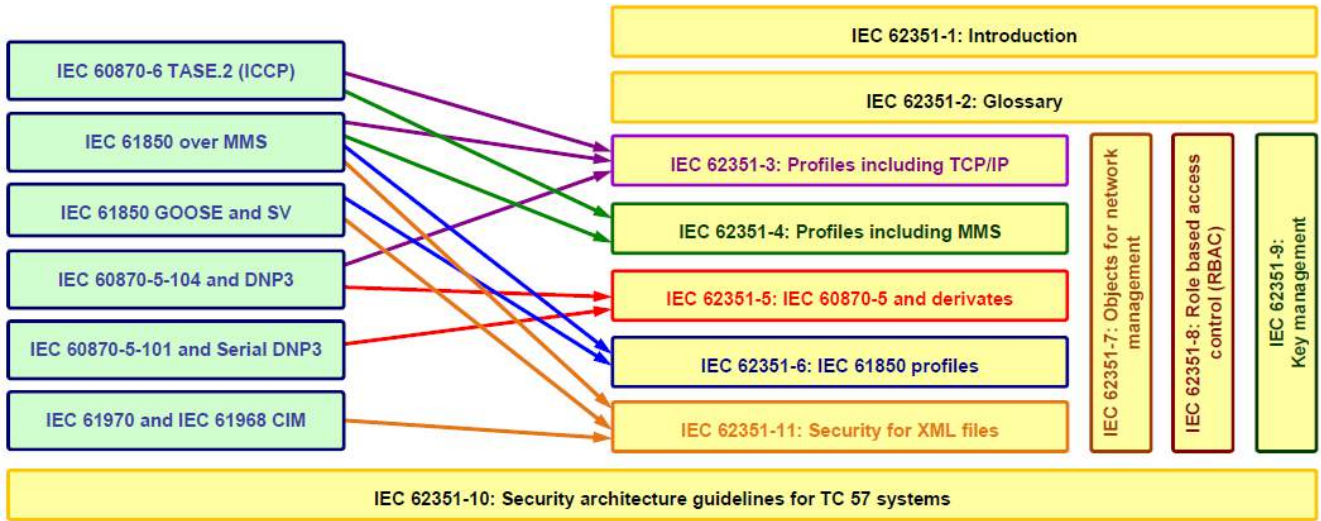 IEC 60870-6 TASE.2 (ICCP)
IEC 61850 over MMS
IEC 61850 GOOSE and SV
IEC 60870-5-104 and DNP3
IEC 60870-5-101 and Serial DNP3
IEC 61970 and IEC 61968 CIM
IEC 62351-1: Introduction
IEC 62351-2: Glossary
IEC 62351-3: Profiles including TCP/IP
IEC 62351-4: Profiles including MMS
IEC 62351-5: IEC 60870-5 and derivates
IEC 62351-6: IEC 61850 profiles
IEC 62351-11: Security for XML files
IEC 62351-7: Objects for network
management
IEC 62351-8: Role based access
control (RBAC)
IEC 62351-9:
Key management
IEC 62351-10: Security architecture guidelines for TC 57 systems